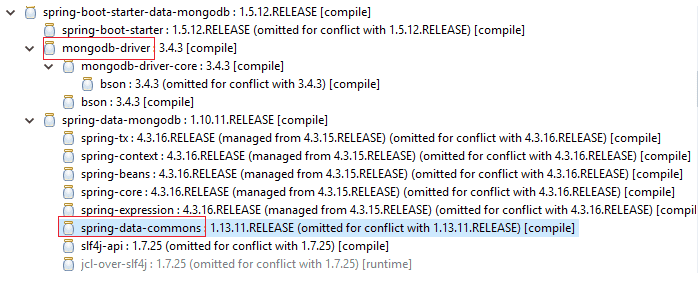 spring-boot-starter-data-mongodb : 1.5.12.RELEASE [compile]
spring-boot-starter : 1.5.12.RELEASE (omitted for conflict with 1.5.12.RELEASE) [compile]
mongodb-driver : 3.4.3 [compile]
mongodb-driver-core : 3.4.3 [compile]
bson : 3.4.3 (omitted for conflict with 3.4.3) [compile]
bson : 3.4.3 [compile]
spring-data-mongodb : 1.10.11.RELEASE [compile]
spring-tx : 4.3.16.RELEASE (managed from 4.3.15.RELEASE) (omitted for conflict with 4.3.16.RELEASE) [compile]
spring-context : 4.3.16.RELEASE (managed from 4.3.15.RELEASE) (omitted for conflict with 4.3.16.RELEASE) [compile]
spring-beans : 4.3.16.RELEASE (managed from 4.3.15.RELEASE) (omitted for conflict with 4.3.16.RELEASE) [compile]
spring-core : 4.3.16.RELEASE (managed from 4.3.15.RELEASE) (omitted for conflict with 4.3.16.RELEASE) [compile]
spring-expression : 4.3.16.RELEASE (managed from 4.3.15.RELEASE) (omitted for conflict with 4.3.16.RELEASE) [compil
spring-data-commons : 1.13.11.RELEASE (omitted for conflict with 1.13.11.RELEASE) [compile]
slf4j-api : 1.7.25 (omitted for conflict with 1.7.25) [compile]
jcl-over-slf4j : 1.7.25 (omitted for conflict with 1.7.25) [runtime]